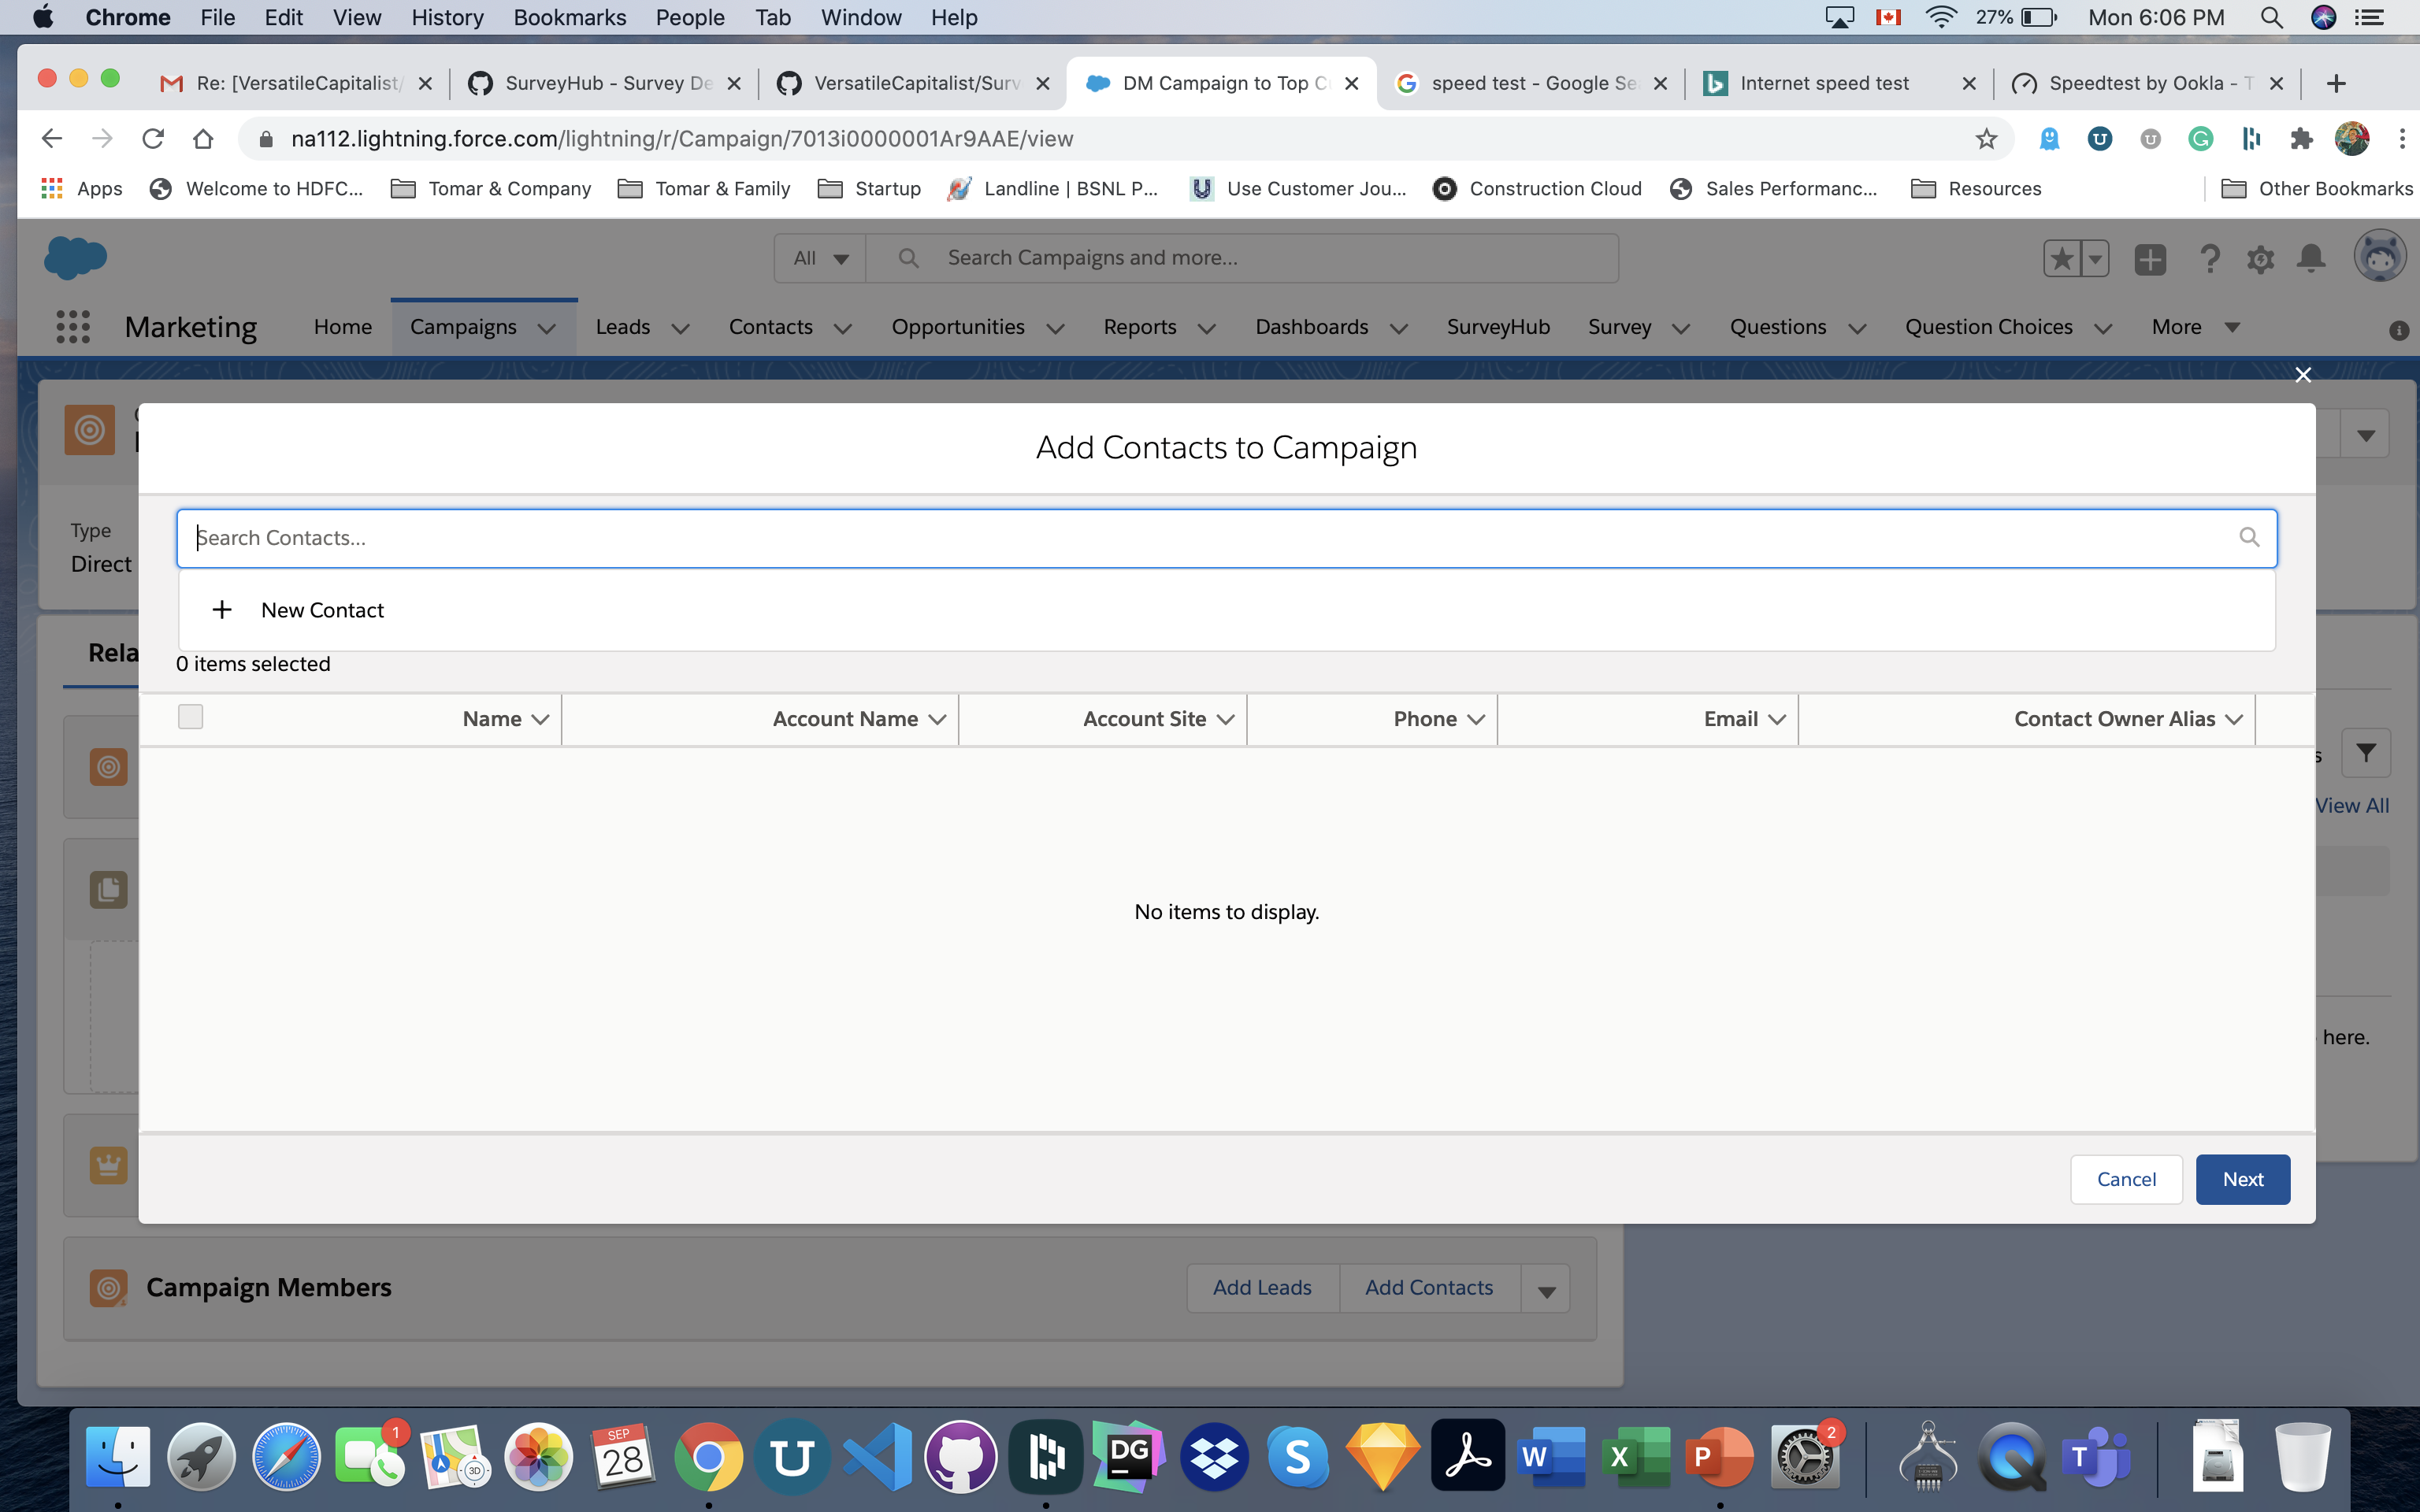 Chrome File Edit View History Bookmarks People Tab Window Help 27% Mon 6:06 PM
Re: [VersatileCapitalist/ SurveyHub - Survey De VersatileCapitalist/Surv DM Campaign to Top C speed test - Google Se Internet speed test Speedtest by Ookla - T
na112.lightning.force.com/lightning/r/Campaign/7013i0000001Ar9AAE/view
Apps Welcome to HDFC... Tomar & Company Tomar & Family Startup Landline | BSNL P... Use Customer Jou... Construction Cloud Sales Performanc... Resources Other Bookmarks
All Search Campaigns and more...
Marketing Home Campaigns Leads Contacts Opportunities Reports Dashboards SurveyHub Survey Questions Question Choices More
Add Contacts to Campaign
Type
Search Contacts...
Direct
New Contact
Rela
0 items selected
Name Account Name Account Site Phone Email Contact Owner Alias
s
View All
No items to display.
here.
Cancel Next
Campaign Members Add Leads Add Contacts
1 SEP 2
28 3D U DG S W X P T